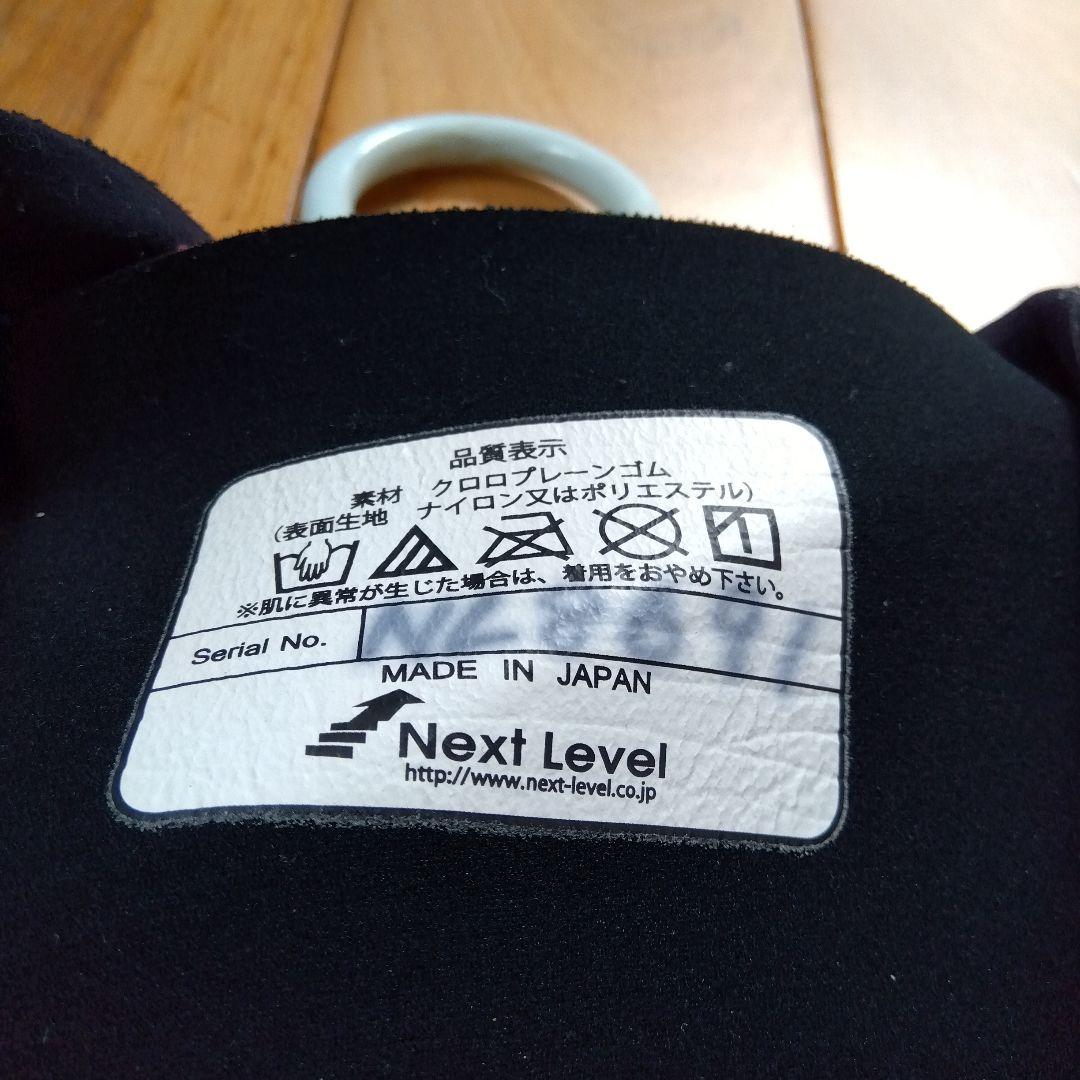 品質表示
素材 クロロプレーンゴム
(表面生地 ナイロン又はポリエステル)
※肌に異常が生じた場合は、着用をおやめ下さい。
Serial No.
MADE IN JAPAN
Next Level
http://www.next-level.co.jp